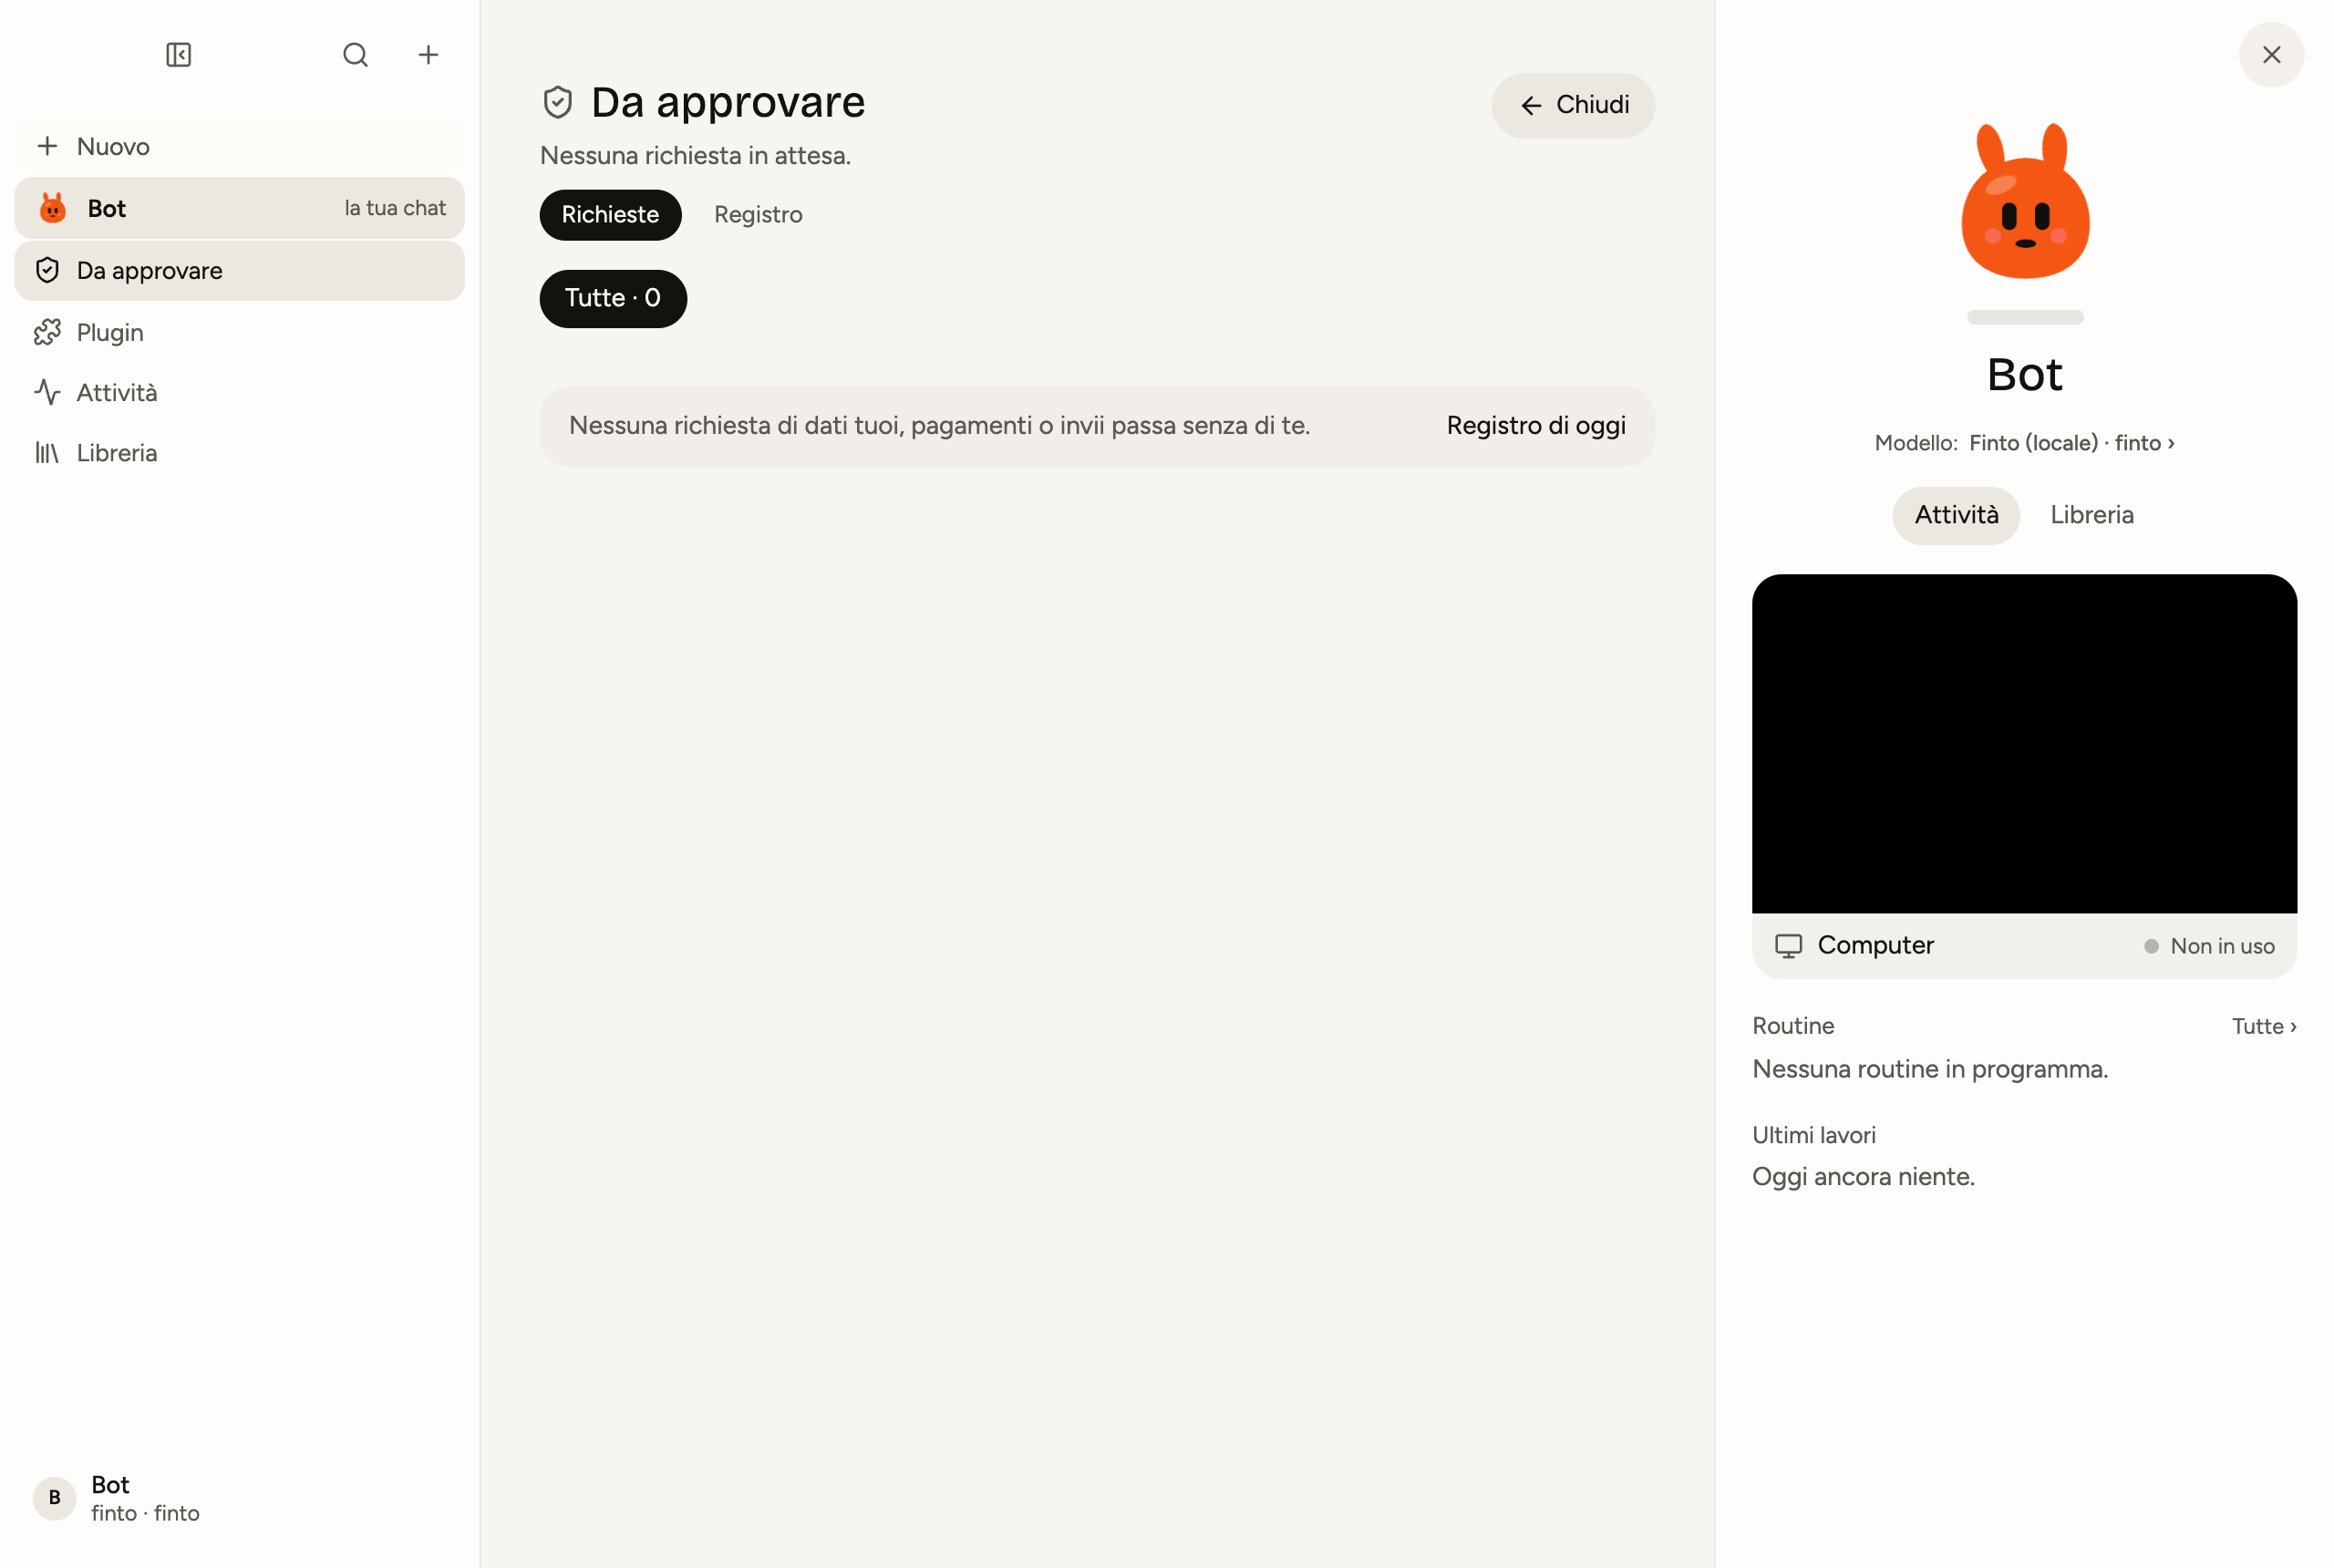 Nuovo
Bot la tua chat
Da approvare
Plugin
Attività
Libreria
B
Bot
finto · finto
Da approvare
Chiudi
Nessuna richiesta in attesa.
Richieste Registro
Tutte · 0
Nessuna richiesta di dati tuoi, pagamenti o invii passa senza di te. Registro di oggi
Bot
Modello: Finto (locale) · finto ›
Attività Libreria
Computer Non in uso
Routine Tutte ›
Nessuna routine in programma.
Ultimi lavori
Oggi ancora niente.